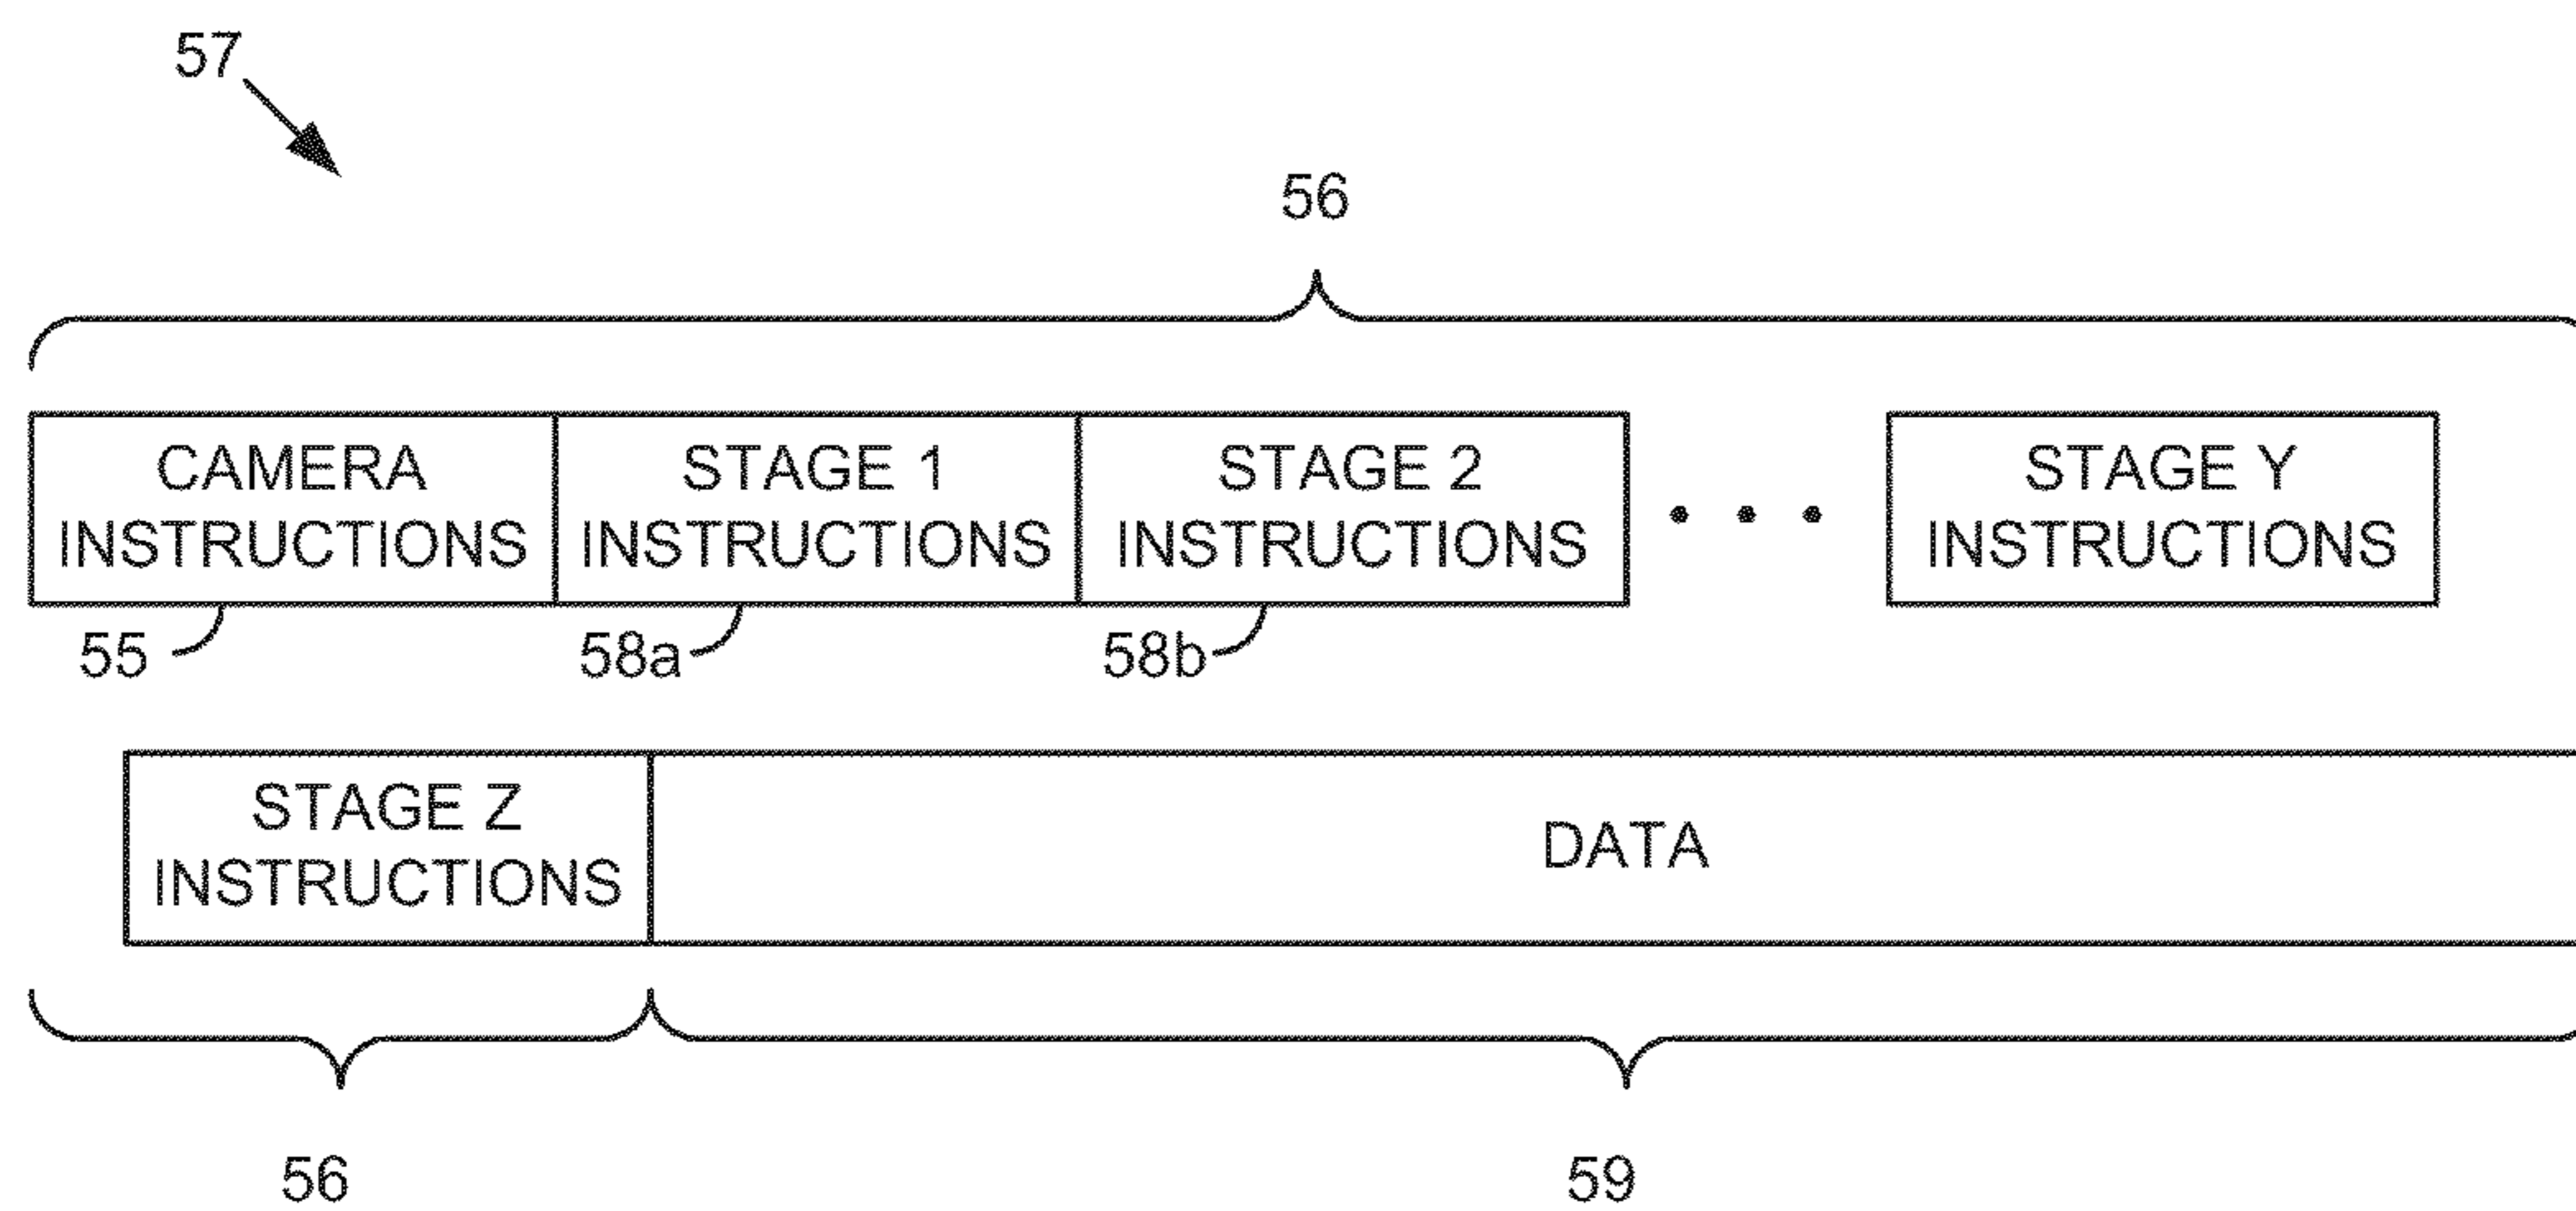 57
56
CAMERA
INSTRUCTIONS
STAGE 1
INSTRUCTIONS
STAGE 2
INSTRUCTIONS
STAGE Y
INSTRUCTIONS
55
58a
58b
STAGE Z
INSTRUCTIONS
DATA
56
59